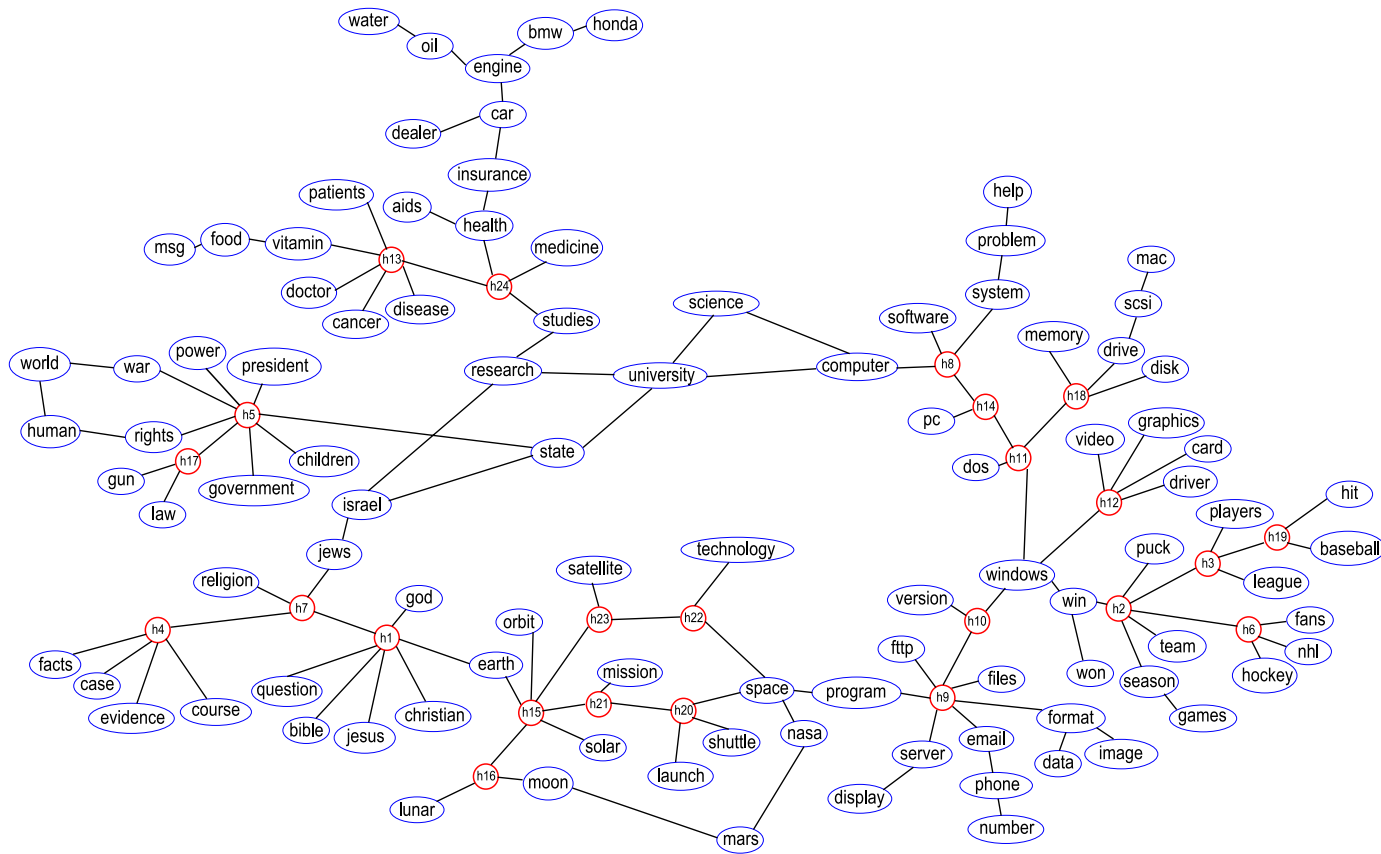 water
oil
bmw
honda
engine
car
dealer
insurance
patients
aids
health
help
msg
food
vitamin
h13
medicine
problem
mac
doctor
h24
system
scsi
cancer
disease
studies
science
software
memory
drive
world
war
power
president
research
university
computer
h8
disk
h18
human
rights
h5
pc
h14
graphics
video
card
h17
children
state
dos
h11
driver
gun
government
israel
h12
hit
law
players
h19
jews
technology
puck
baseball
religion
satellite
windows
h3
league
h7
god
version
win
h2
fans
h4
h1
orbit
h23
h22
h10
h6
nhl
facts
case
earth
fttp
team
hockey
question
mission
space
program
h9
files
won
season
evidence
course
bible
jesus
christian
h15
h21
h20
format
games
solar
shuttle
nasa
server
email
data
image
h16
moon
launch
lunar
display
phone
mars
number